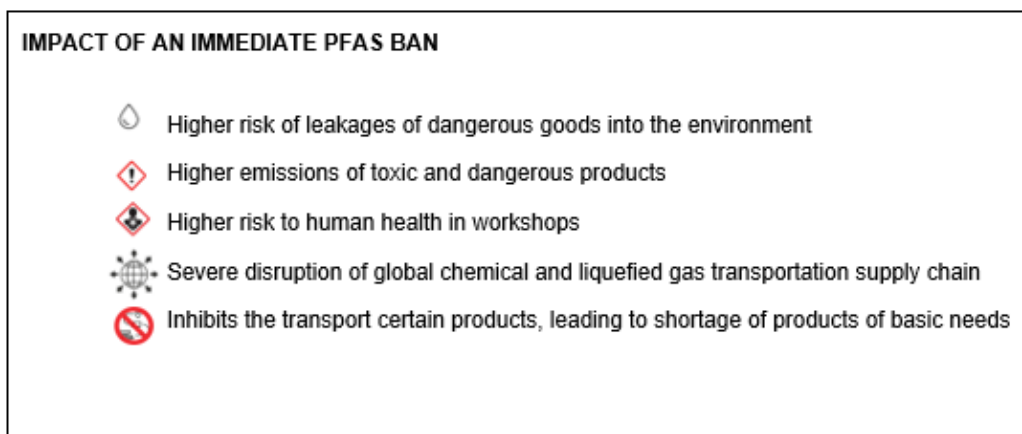 IMPACT OF AN IMMEDIATE PFAS BAN
Higher risk of leakages of dangerous goods into the environment
Higher emissions of toxic and dangerous products
Higher risk to human health in workshops
Severe disruption of global chemical and liquefied gas transportation supply chain
Inhibits the transport certain products, leading to shortage of products of basic needs